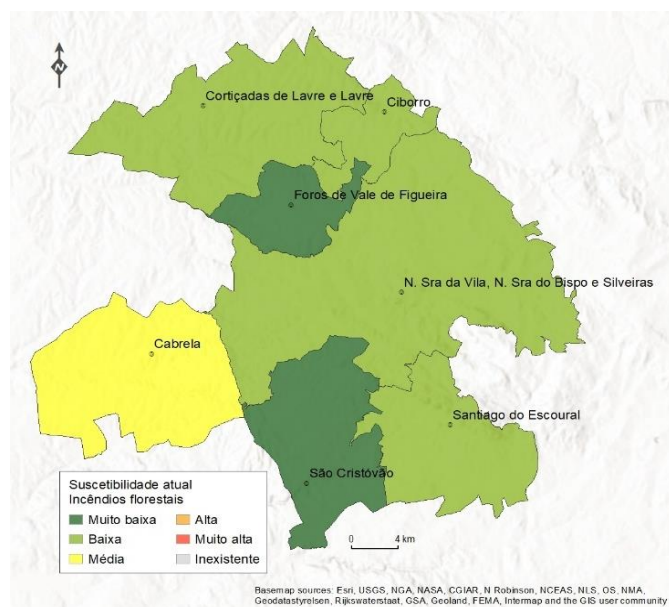 N
Cortiçadas de Lavre e Lavre
Ciborro
Foros de Vale de Figueira
N. Sra da Vila, N. Sra do Bispo e Silveiras
Cabrela
Santiago do Escoural
São Cristóvão
Suscetibilidade atual
Incêndios florestais
Muito baixa
Alta
Baixa
Muito alta
Média
Inexistente
0 4 km
Basemap sources: Esri, USGS, NGA, NASA, CGIAR, N Robinson, NCEAS, NLS, OS, NMA,
Geodatastyrelsen, Rijkswaterstaat, GSA, Geoland, FEMA, Intermap and the GIS user community